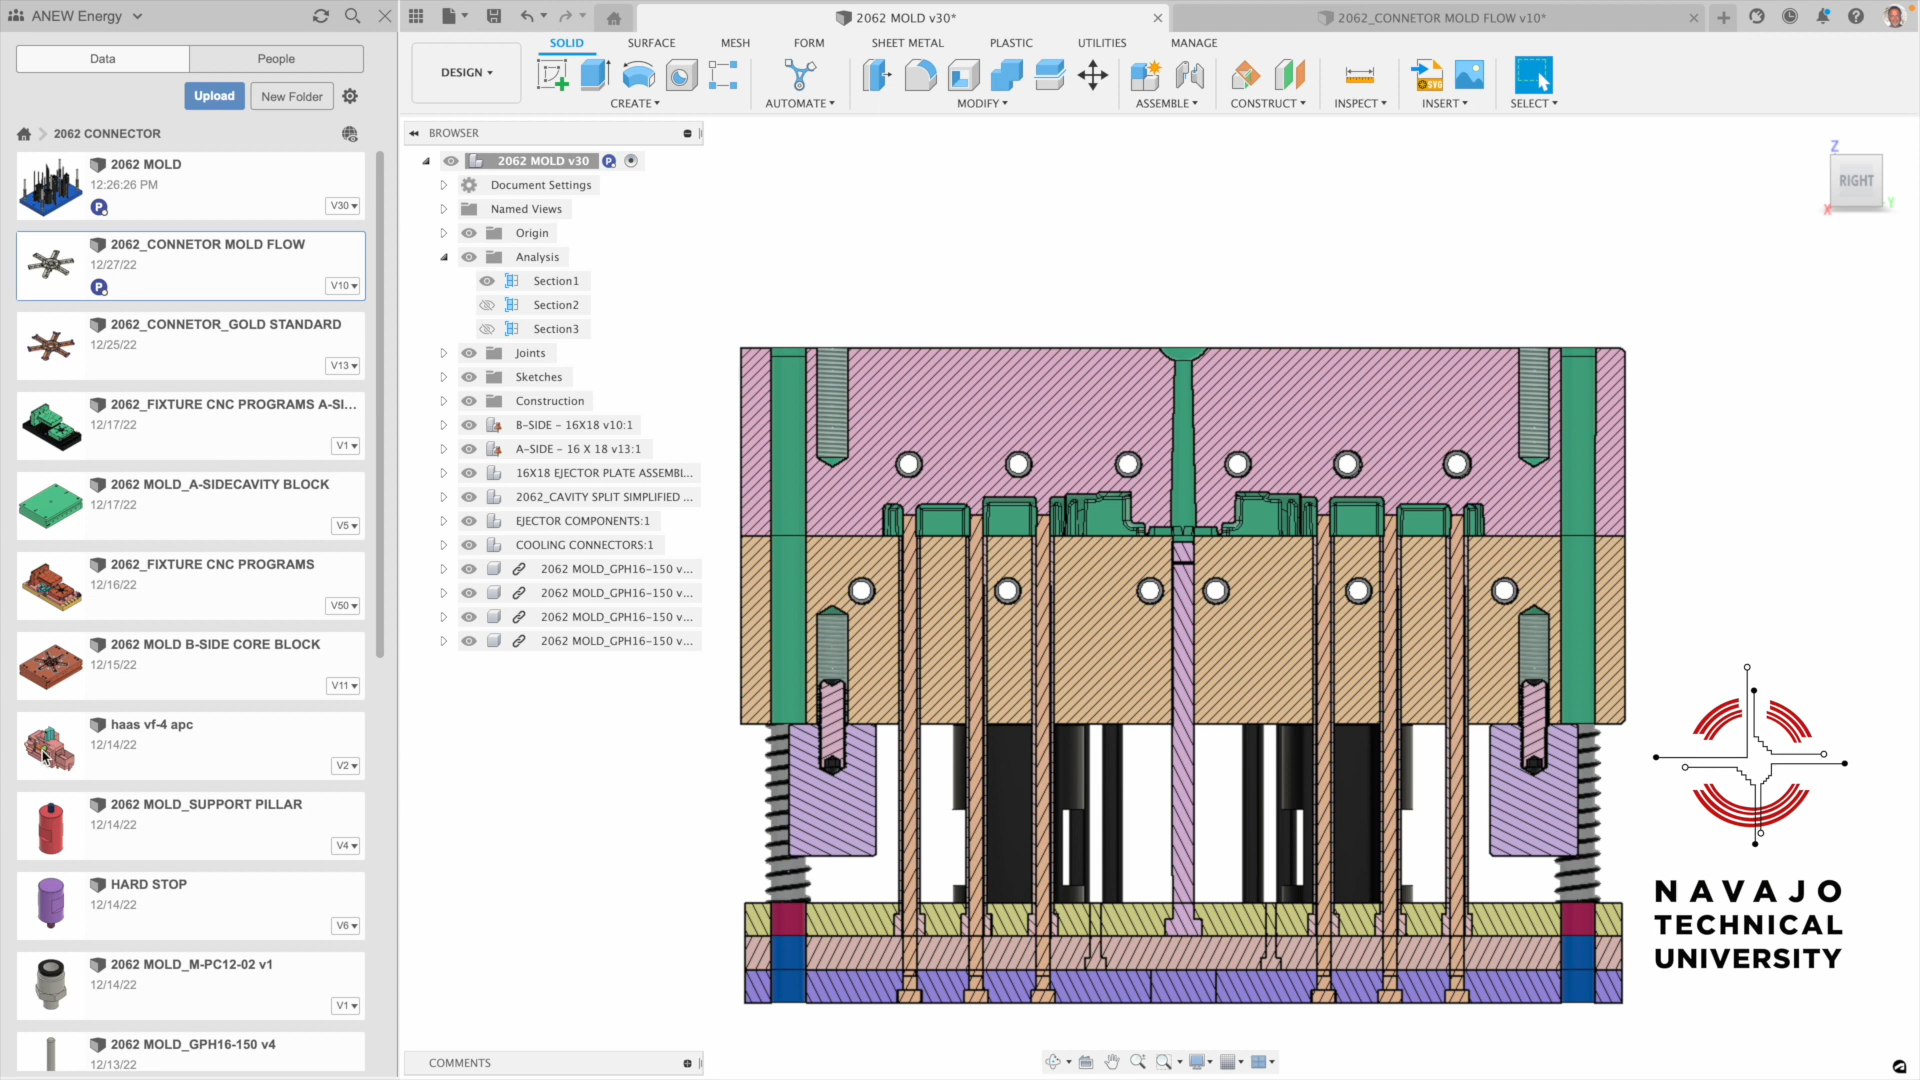 ANEW Energy
2062 MOLD v30*
2062_CONNETOR MOLD FLOW v10*
Data
People
Upload
New Folder
2062 CONNECTOR
2062 MOLD
12:26:26 PM
P
V30
2062_CONNETOR MOLD FLOW
12/27/22
P
V10
2062_CONNETOR_GOLD STANDARD
12/25/22
V13
2062_FIXTURE CNC PROGRAMS A-SI...
12/17/22
V1
2062 MOLD_A-SIDECAVITY BLOCK
12/17/22
V5
2062_FIXTURE CNC PROGRAMS
12/16/22
V50
2062 MOLD B-SIDE CORE BLOCK
12/15/22
V11
haas vf-4 apc
12/14/22
V2
2062 MOLD_SUPPORT PILLAR
12/14/22
V4
HARD STOP
12/14/22
V6
2062 MOLD_M-PC12-02 v1
12/14/22
V1
2062 MOLD_GPH16-150 v4
12/13/22
DESIGN
SOLID
SURFACE
MESH
FORM
SHEET METAL
PLASTIC
UTILITIES
MANAGE
SVG
CREATE
AUTOMATE
MODIFY
ASSEMBLE
CONSTRUCT
INSPECT
INSERT
SELECT
BROWSER
2062 MOLD v30
P
Document Settings
Named Views
Origin
Analysis
Section1
Section2
Section3
Joints
Sketches
Construction
B-SIDE - 16X18 v10:1
A-SIDE - 16 X 18 v13:1
16X18 EJECTOR PLATE ASSEMBL...
2062_CAVITY SPLIT SIMPLIFIED ...
EJECTOR COMPONENTS:1
COOLING CONNECTORS:1
2062 MOLD_GPH16-150 v...
2062 MOLD_GPH16-150 v...
2062 MOLD_GPH16-150 v...
2062 MOLD_GPH16-150 v...
COMMENTS
Z
RIGHT
X
Y
NAVAJO
TECHNICAL
UNIVERSITY